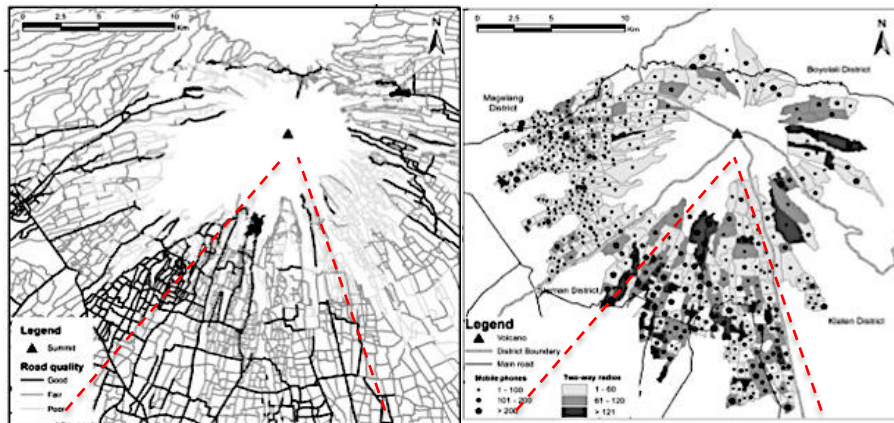 0 2.5 5 10
Km
N
Legend
Summit
Road quality
Good
Fair
Poor
0 2.5 5 10
Km
N
Boyolali District
Magelang
District
Sleman District
Klaten District
Legend
Volcano
District Boundary
Main road
Mobile phones
1 - 100
101 - 200
> 200
Two-way radios
1 - 60
61 - 120
> 121